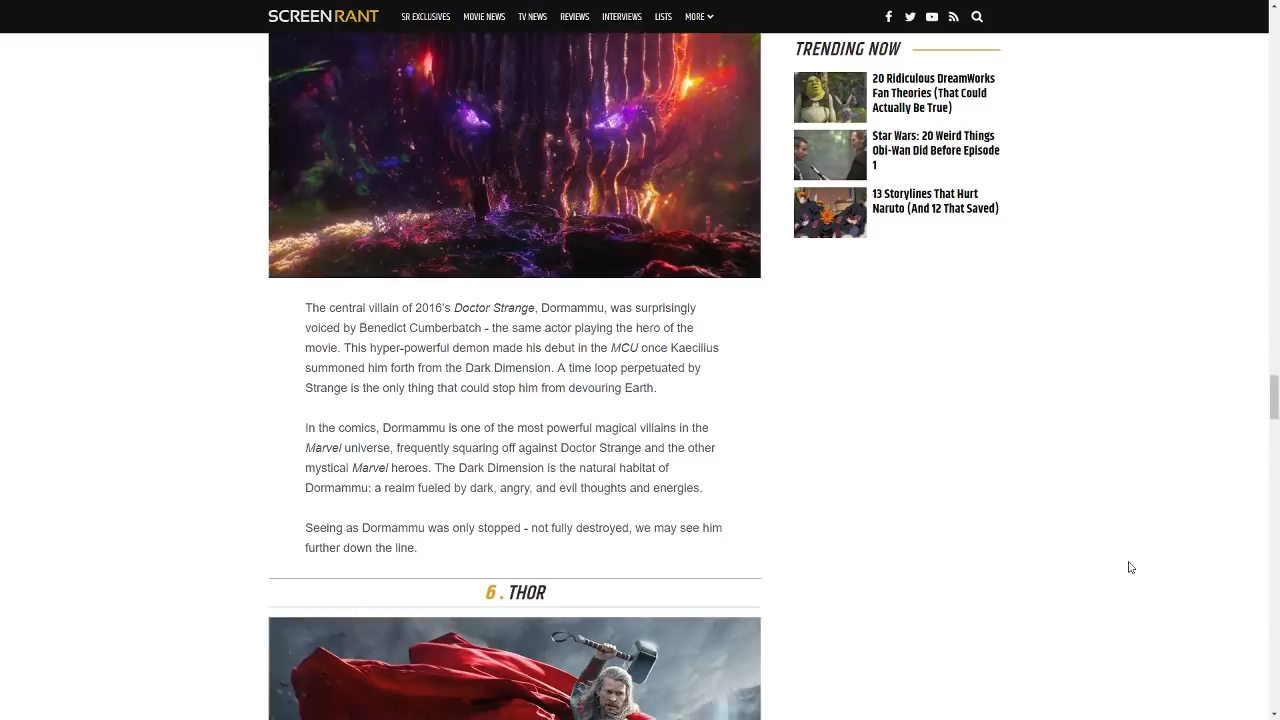 SCREENRANT
SR EXCLUSIVES MOVIE NEWS TV NEWS REVIEWS INTERVIEWS LISTS MORE
TRENDING NOW
20 Ridiculous DreamWorks
Fan Theories (That Could
Actually Be True)
Star Wars: 20 Weird Things
Obi-Wan Did Before Episode
1
13 Storylines That Hurt
Naruto (And 12 That Saved)
The central villain of 2016's Doctor Strange, Dormammu, was surprisingly
voiced by Benedict Cumberbatch - the same actor playing the hero of the
movie. This hyper-powerful demon made his debut in the MCU once Kaecilius
summoned him forth from the Dark Dimension. A time loop perpetuated by
Strange is the only thing that could stop him from devouring Earth.
In the comics, Dormammu is one of the most powerful magical villains in the
Marvel universe, frequently squaring off against Doctor Strange and the other
mystical Marvel heroes. The Dark Dimension is the natural habitat of
Dormammu: a realm fueled by dark, angry, and evil thoughts and energies.
Seeing as Dormammu was only stopped - not fully destroyed, we may see him
further down the line.
6 . THOR